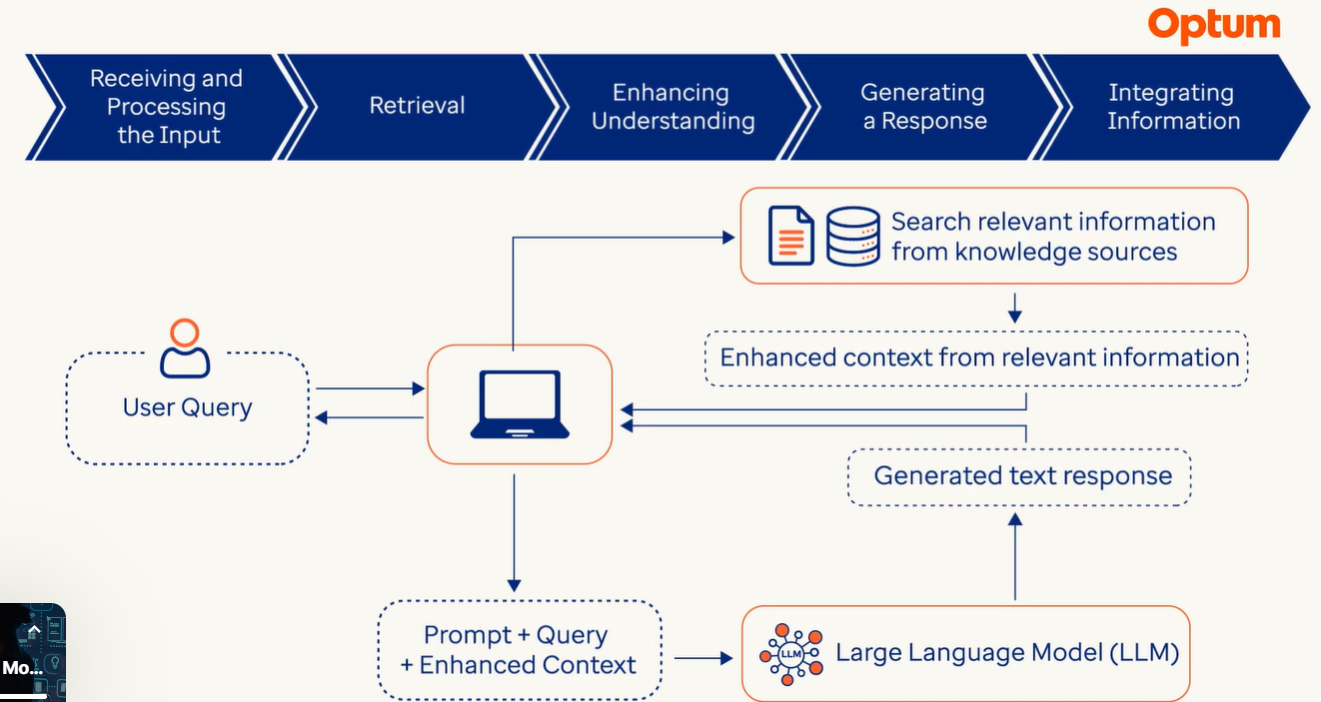 Optum
Receiving and
Processing
the Input
Retrieval
Enhancing
Understanding
Generating
a Response
Integrating
Information
Search relevant information
from knowledge sources
Enhanced context from relevant information
User Query
Generated text response
Prompt + Query
+ Enhanced Context
LLM
Large Language Model (LLM)
Mo...